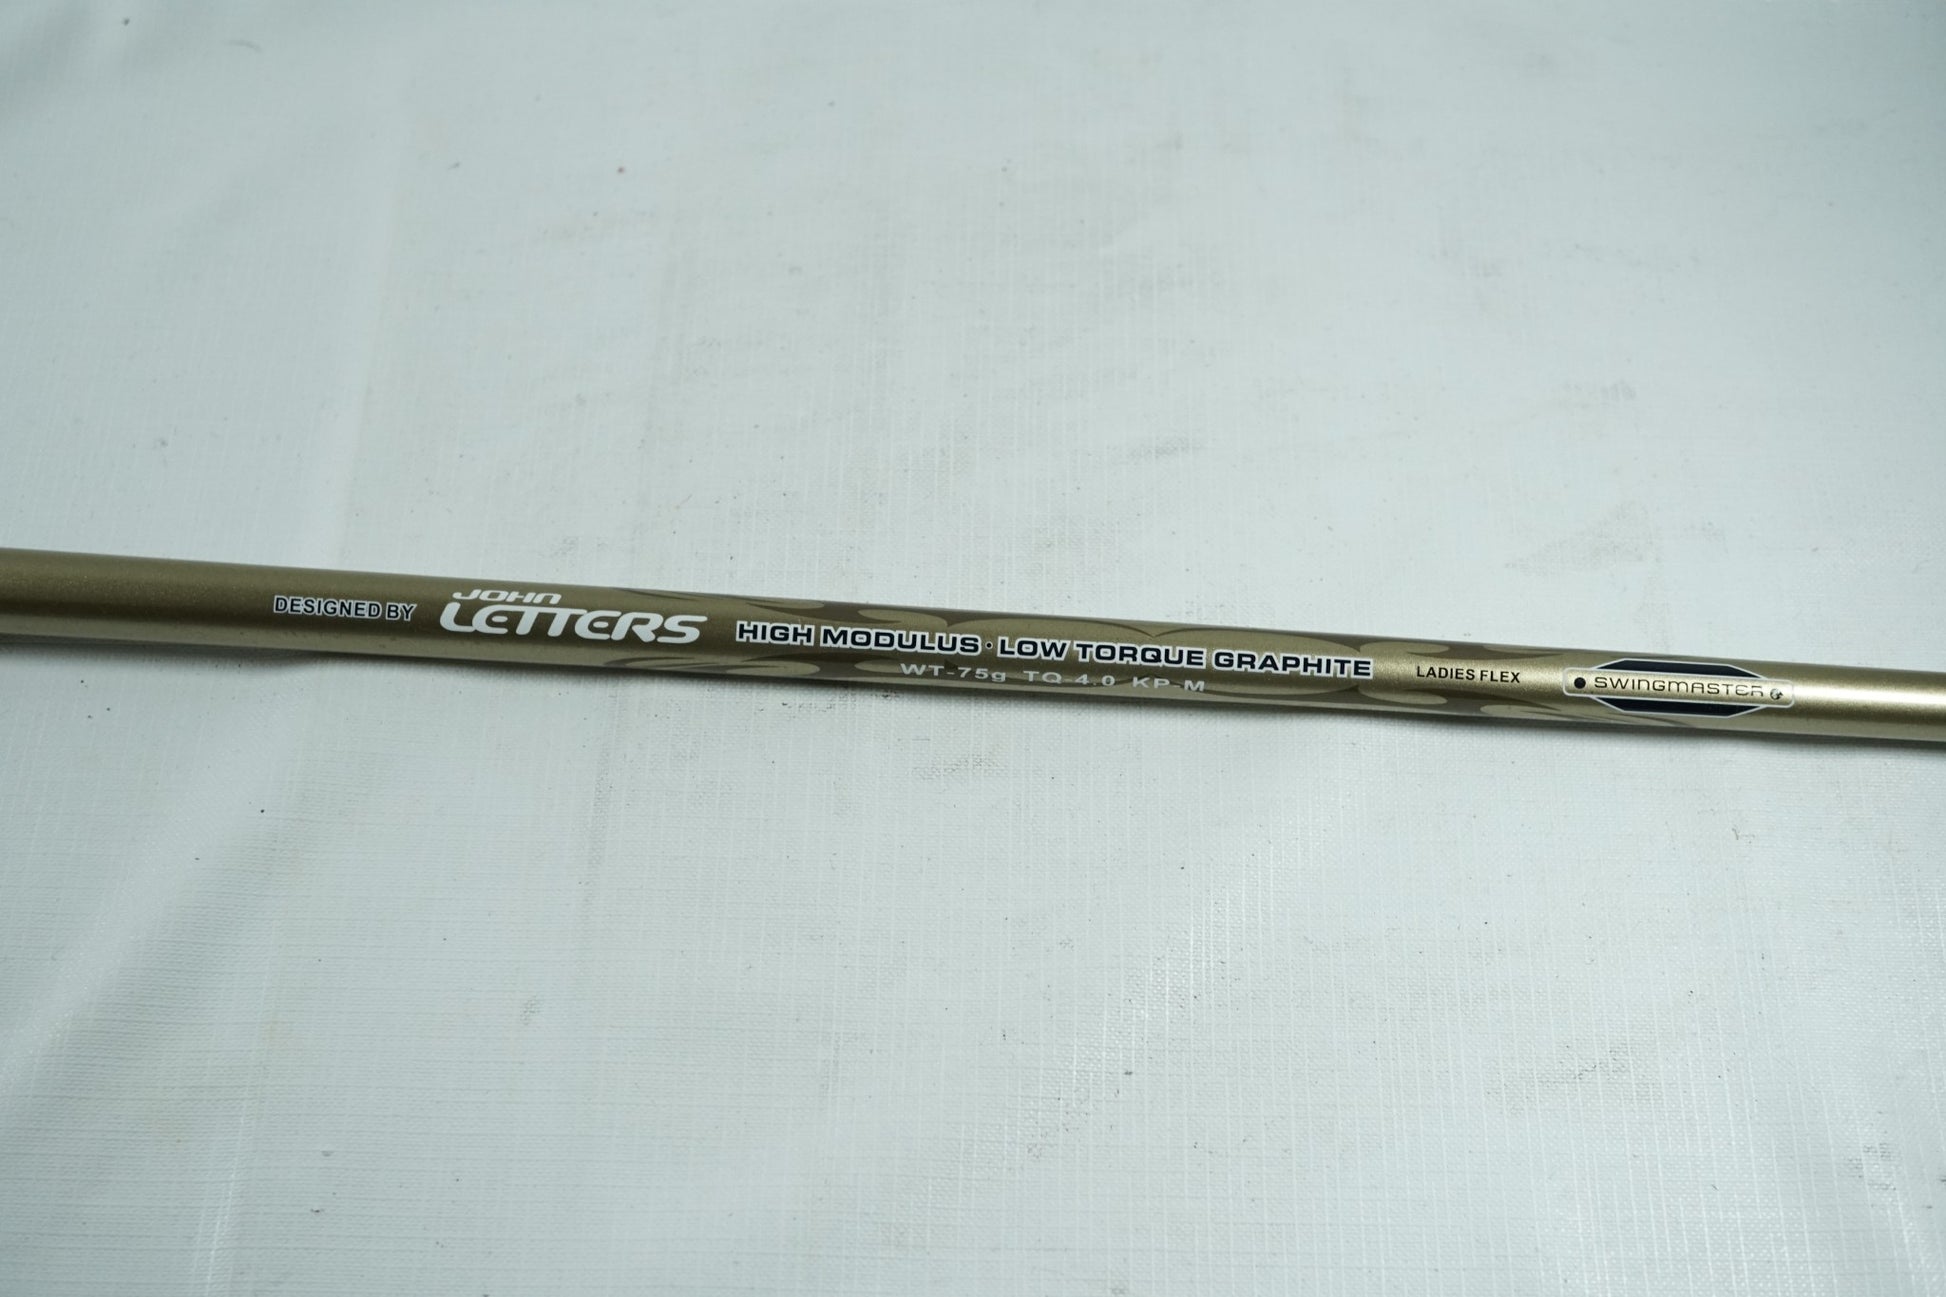 DESIGNED BY JOHN LETTERS HIGH MODULUS · LOW TORQUE GRAPHITE LADIES FLEX SWINGMASTER
WT-75g TQ-4.0 KP-M